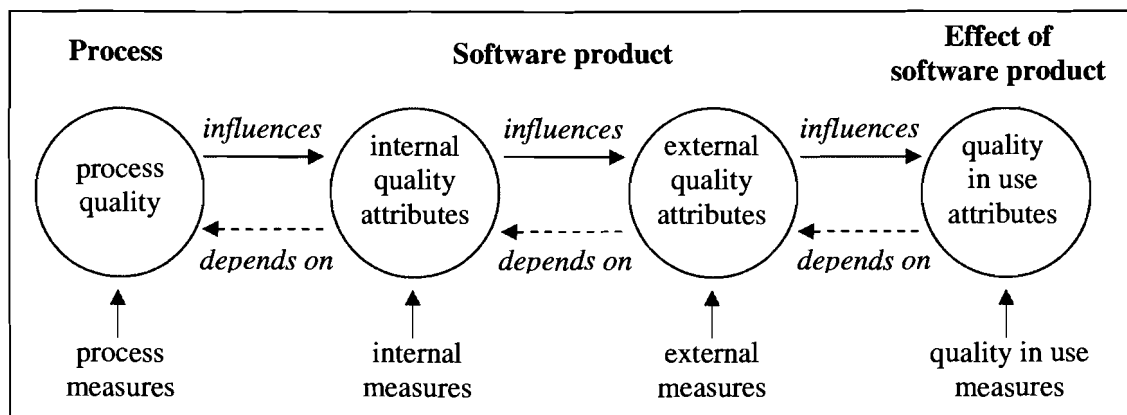 Process
Software product
Effect of
software product
influences
influences
influences
process
quality
internal
quality
attributes
external
quality
attributes
quality
in use
attributes
depends on
depends on
depends on
process
measures
internal
measures
external
measures
quality in use
measures